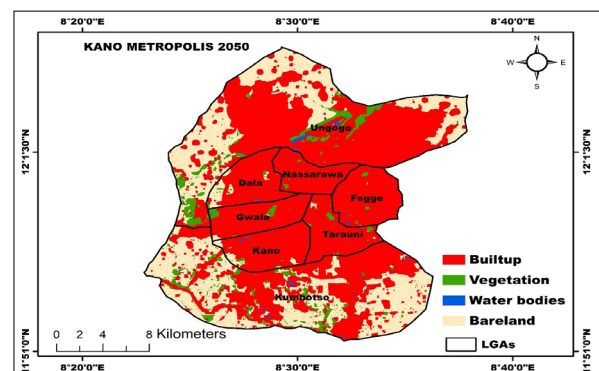 8°20'0"E 8°30'0"E 8°40'0"E
KANO METROPOLIS 2050
N
W E
S
12°1'30"N 12°1'30"N
Ungogo
Nassarawa
Dala
Fagge
Gwale
Tarauni
Kano
Kumbotso
Builtup
Vegetation
Water bodies
Bareland
LGAs
0 2 4 8 Kilometers
11°51'0"N 11°51'0"N
8°20'0"E 8°30'0"E 8°40'0"E